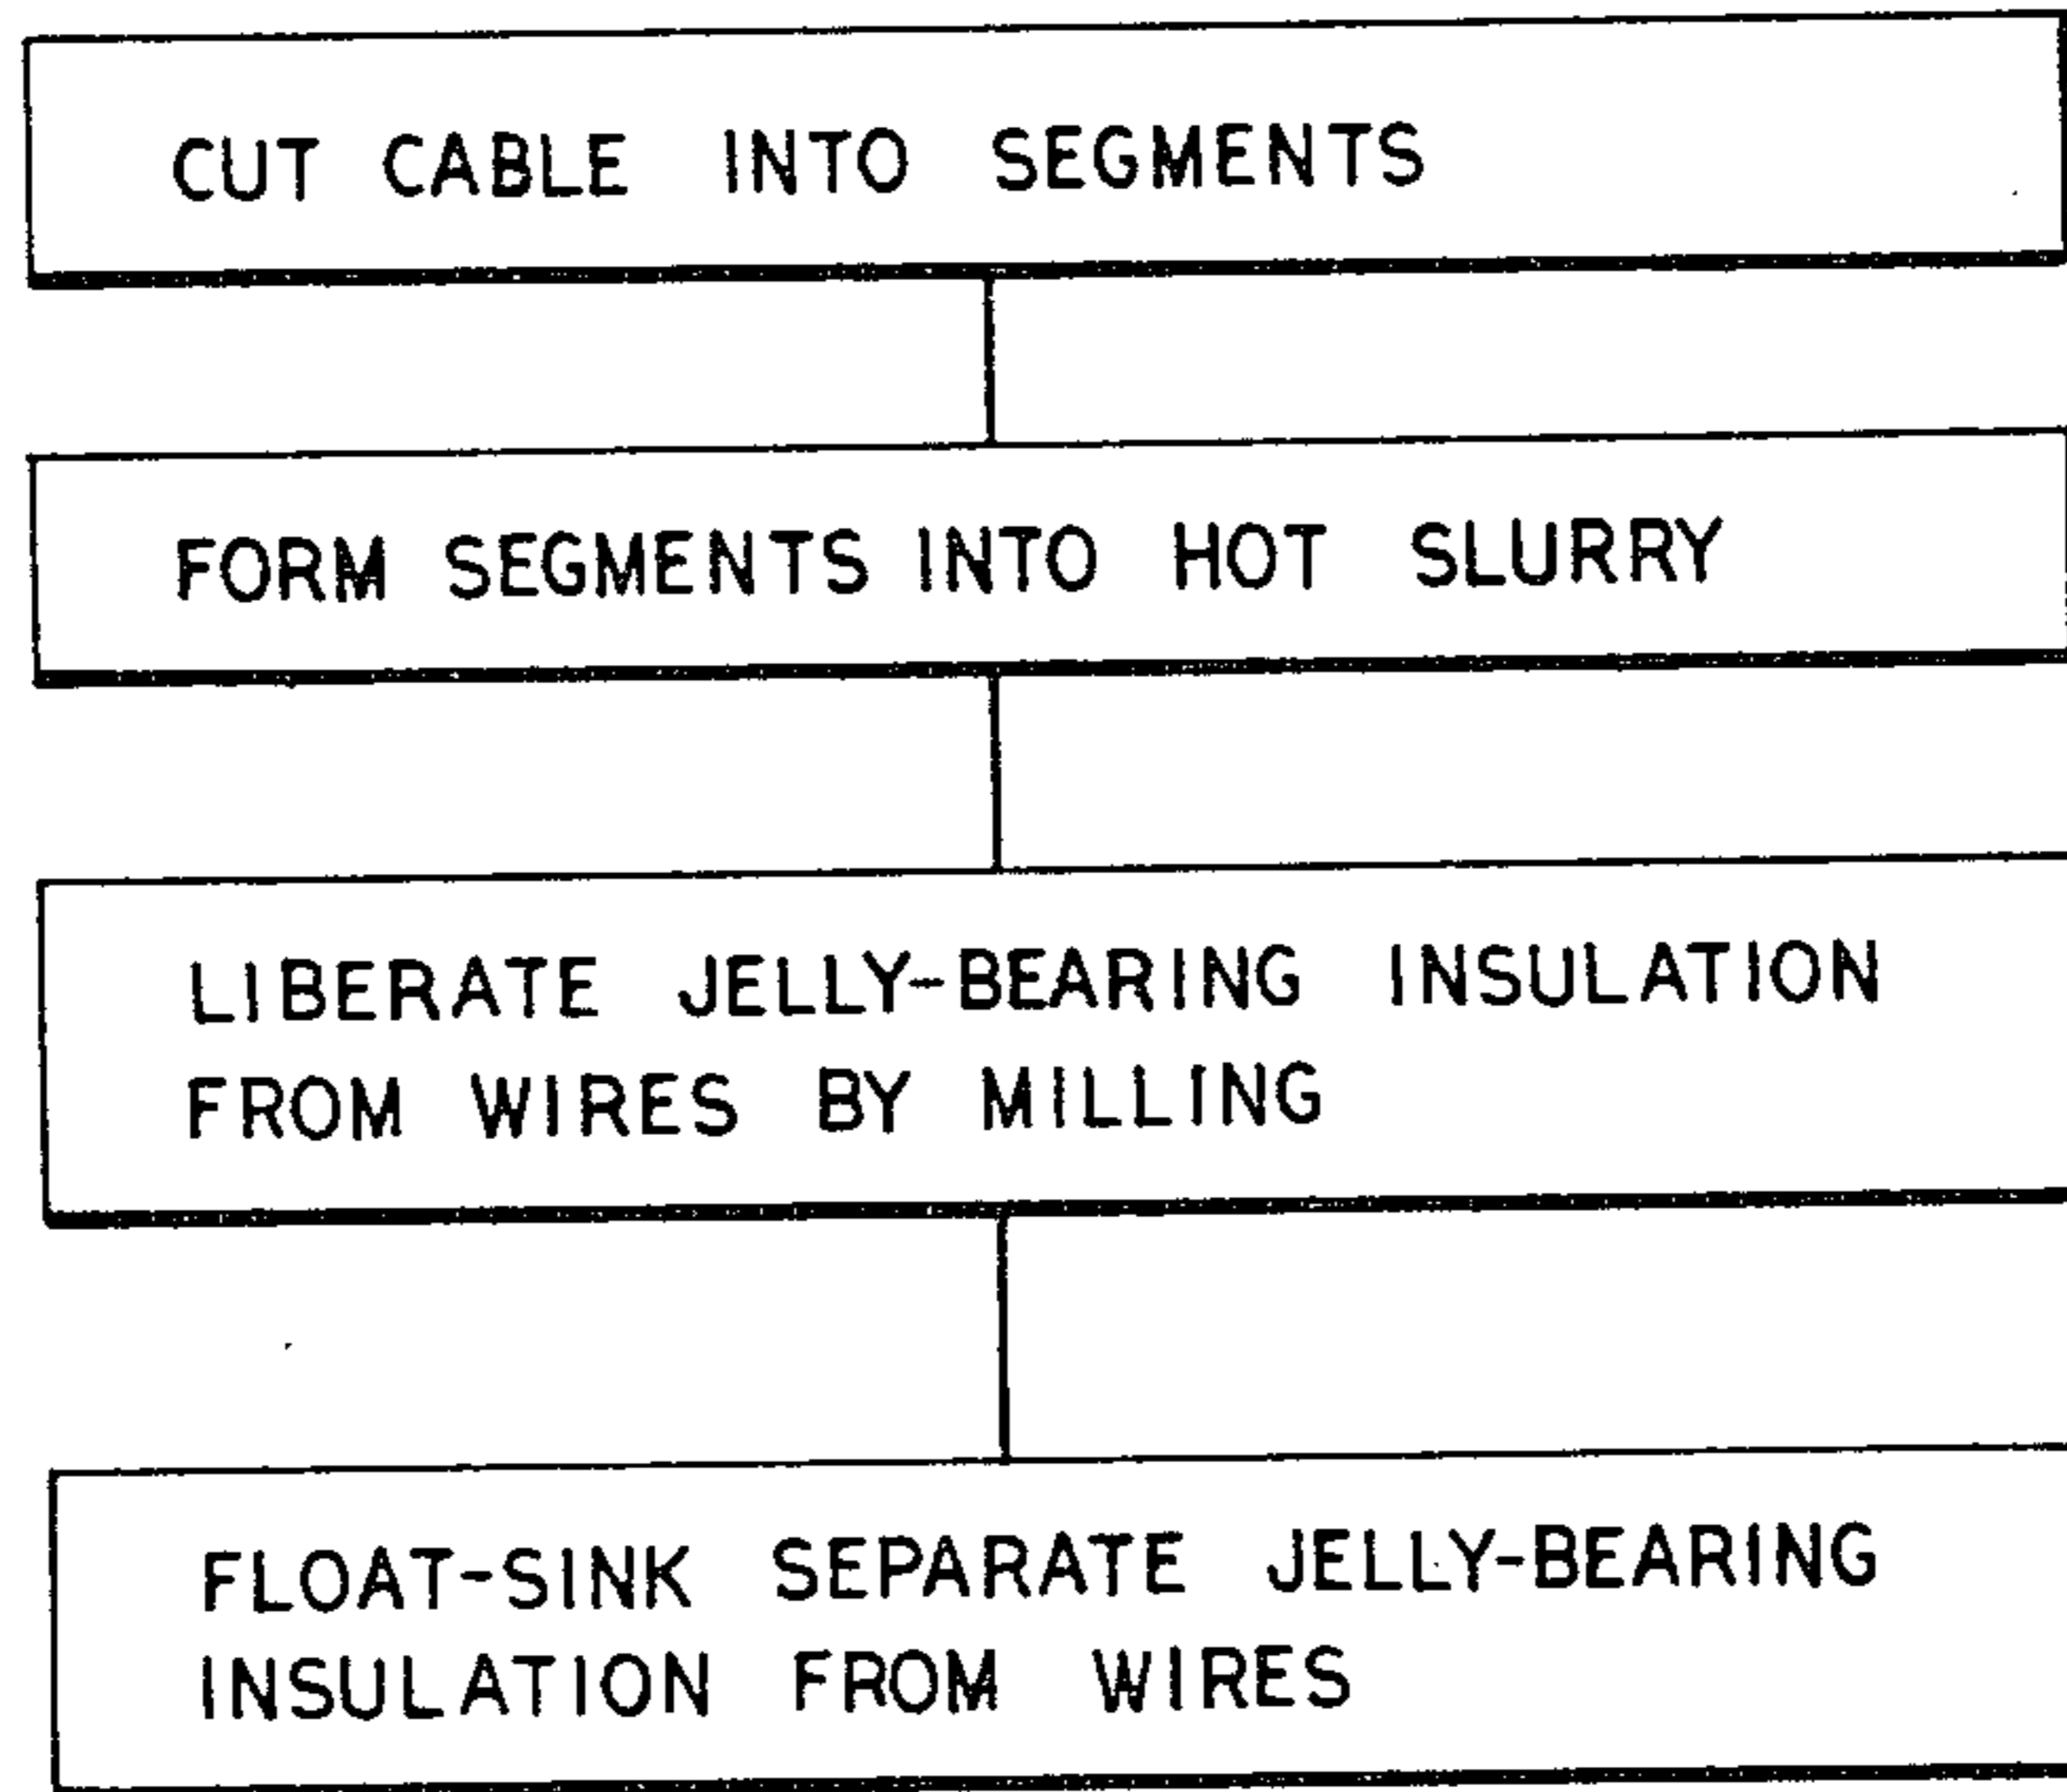 CUT CABLE INTO SEGMENTS
FORM SEGMENTS INTO HOT SLURRY
LIBERATE JELLY-BEARING INSULATION
FROM WIRES BY MILLING
FLOAT-SINK SEPARATE JELLY-BEARING
INSULATION FROM WIRES